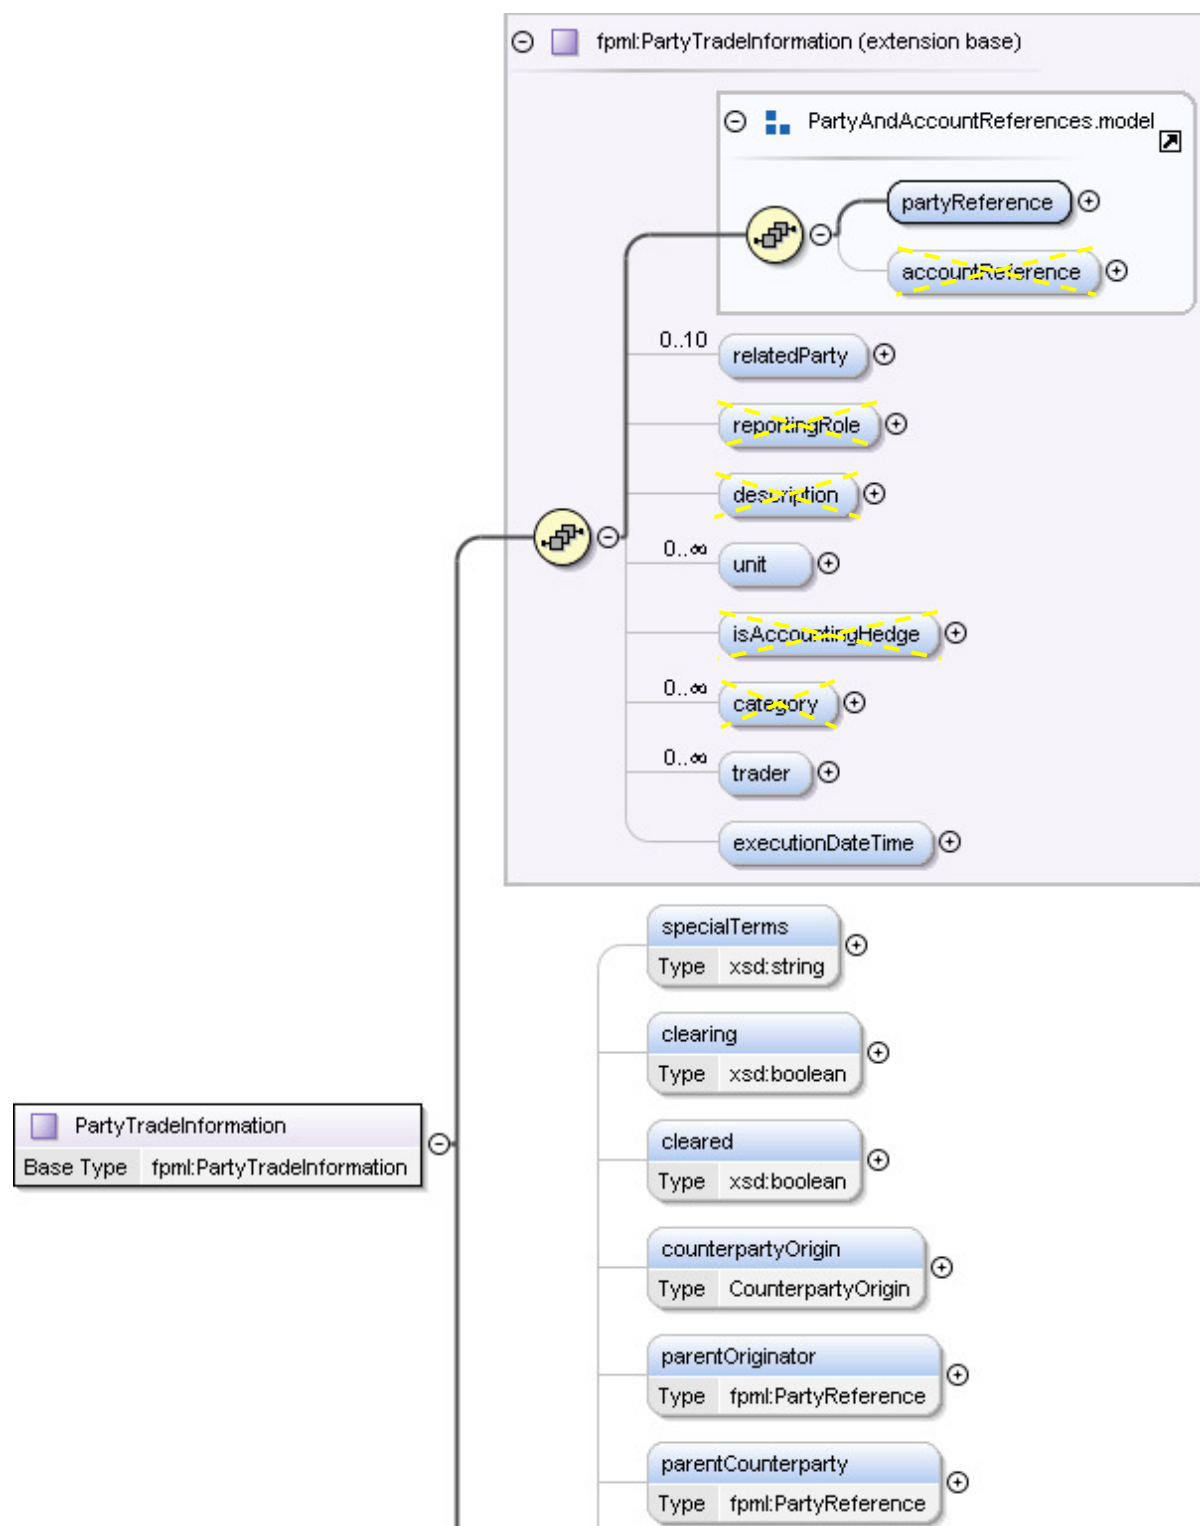 fpml:PartyTradeInformation (extension base)
PartyAndAccountReferences.model
partyReference
accountReference
0..10
relatedParty
reportingRole
description
0..∞
unit
isAccountingHedge
0..∞
category
0..∞
trader
executionDateTime
specialTerms
Type xsd:string
clearing
Type xsd:boolean
PartyTradeInformation
Base Type fpml:PartyTradeInformation
cleared
Type xsd:boolean
counterpartyOrigin
Type CounterpartyOrigin
parentOriginator
Type fpml:PartyReference
parentCounterparty
Type fpml:PartyReference